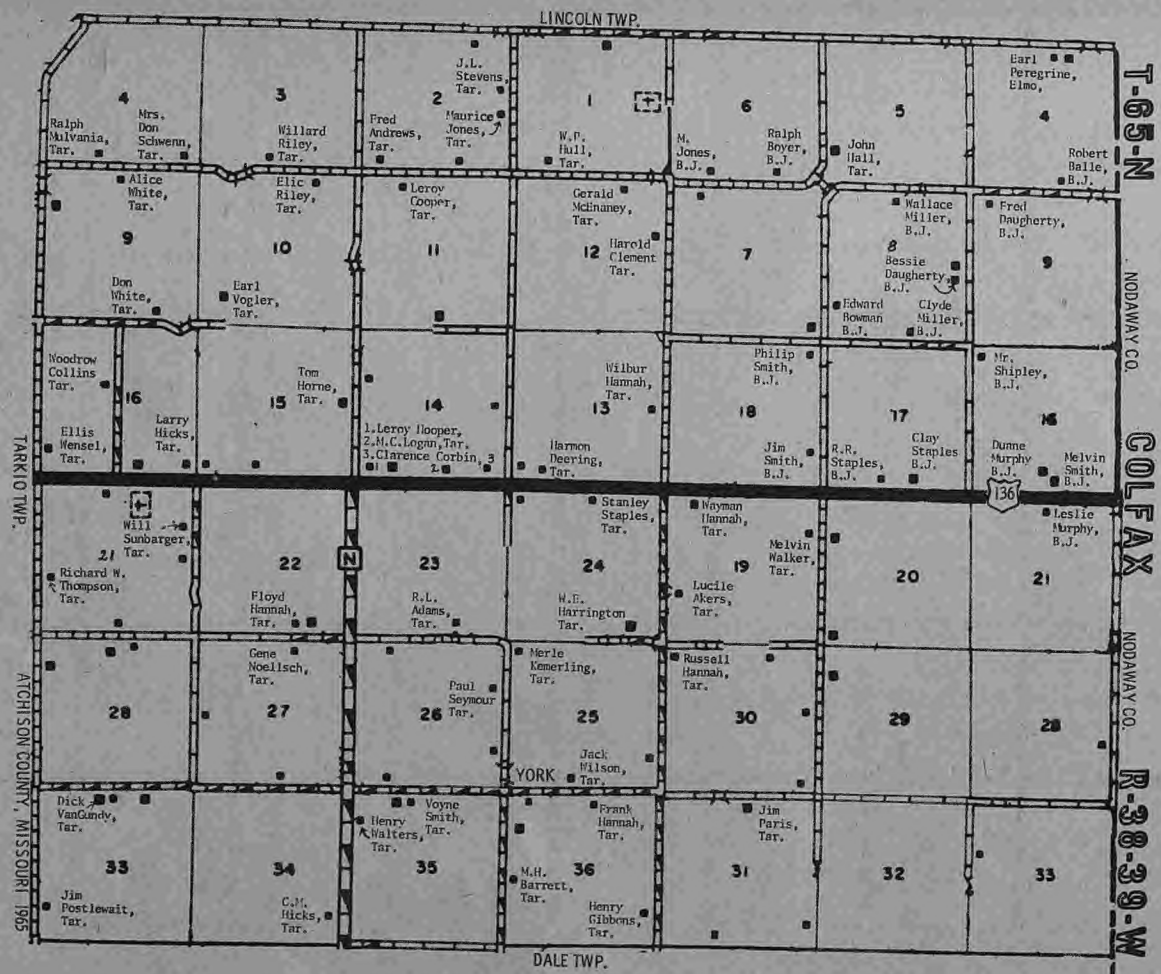 LINCOLN TWP.
4
3
2
1
6
5
4
Ralph
Mulvania,
Tar.
Mrs.
Don
Schwenn,
Tar.
Willard
Riley,
Tar.
Fred
Andrews,
Tar.
J.L.
Stevens,
Tar.
Maurice
Jones,
Tar.
W.P.
Hull,
Tar.
M.
Jones,
B.J.
Ralph
Boyer,
B.J.
John
Hall,
Tar.
Earl
Peregrine,
Elmo,
Robert
Balle,
B.J.
9
10
11
12
7
8
9
Alice
White,
Tar.
Don
White,
Tar.
Elic
Riley,
Tar.
Earl
Vogler,
Tar.
Leroy
Cooper,
Tar.
Gerald
McEnaney,
Tar.
Harold
Clement
Tar.
Wallace
Miller,
B.J.
Bessie
Daugherty,
B.J.
Edward
Bowman
B.J.
Clyde
Miller,
B.J.
Fred
Daugherty,
B.J.
16
15
14
13
18
17
16
Woodrow
Collins
Tar.
Ellis
Wensel,
Tar.
Larry
Hicks,
Tar.
Tom
Horne,
Tar.
1.Leroy Hooper,
2.M.C.Logan,Tar.
3.Clarence Corbin,
2
3
Wilbur
Hannah,
Tar.
Harmon
Deering,
Tar.
Philip
Smith,
B.J.
Jim
Smith,
B.J.
R.R.
Staples,
B.J.
Clay
Staples
B.J.
Mr.
Shipley,
B.J.
Duane
Murphy
B.J.
Melvin
Smith,
B.J.
136
21
22
23
24
19
20
21
Will
Sunbarger,
Tar.
Richard W.
Thompson,
Tar.
Floyd
Hannah,
Tar.
N
R.L.
Adams,
Tar.
Stanley
Staples,
Tar.
W.E.
Harrington
Tar.
Wayman
Hannah,
Tar.
Melvin
Walker,
Tar.
Lucile
Akers,
Tar.
Leslie
Murphy,
B.J.
28
27
26
25
30
29
28
Gene
Noellsch,
Tar.
Paul
Seymour
Tar.
Merle
Kemerling,
Tar.
Jack
Wilson,
Tar.
YORK
Russell
Hannah,
Tar.
33
34
35
36
31
32
33
Dick
VanGundy,
Tar.
Jim
Postlewait,
Tar.
C.M.
Hicks,
Tar.
Henry
Walters,
Tar.
Voyne
Smith,
Tar.
Frank
Hannah,
Tar.
M.H.
Barrett,
Tar.
Henry
Gibbons,
Tar.
Jim
Paris,
Tar.
DALE TWP.
TARKIO TWP.
ATCHISON COUNTY, MISSOURI 1965
T-65-N
NODAWAY CO.
COLFAX
NODAWAY CO.
R-38-39-W